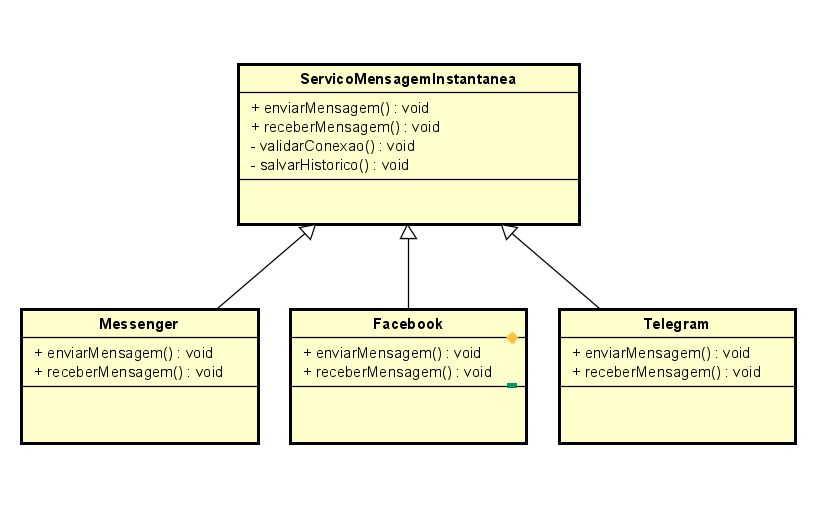 ServicoMensagemInstantanea
+ enviarMensagem() : void
+ receberMensagem() : void
- validarConexao() : void
- salvarHistorico() : void
Messenger
+ enviarMensagem() : void
+ receberMensagem() : void
Facebook
+ enviarMensagem() : void
+ receberMensagem() : void
Telegram
+ enviarMensagem() : void
+ receberMensagem() : void